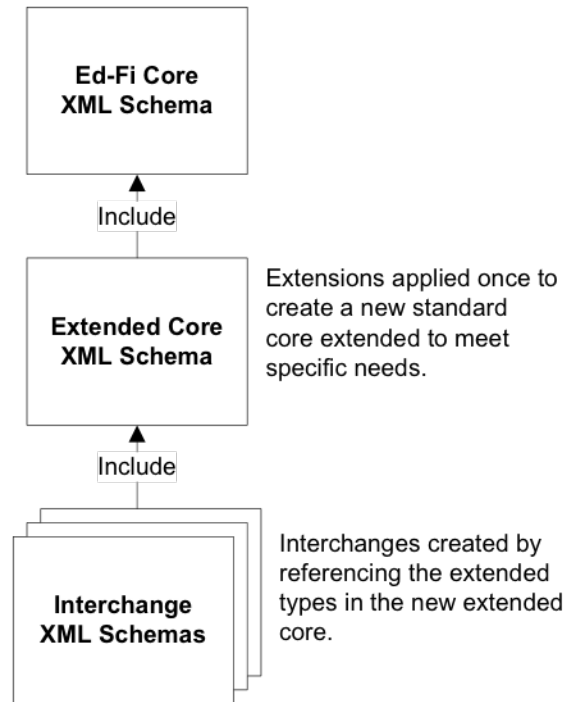 Ed-Fi Core
XML Schema
Include
Extended Core
XML Schema
Extensions applied once to
create a new standard
core extended to meet
specific needs.
Include
Interchange
XML Schemas
Interchanges created by
referencing the extended
types in the new extended
core.